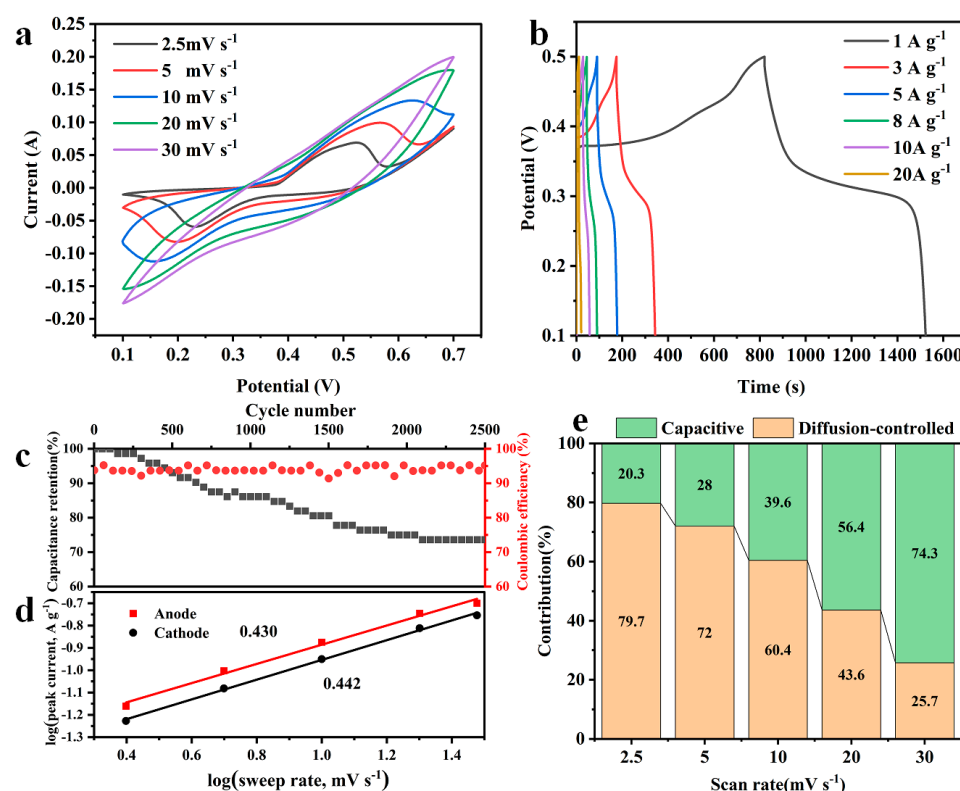 a
0.25
0.20
0.15
0.10
0.05
0.00
-0.05
-0.10
-0.15
-0.20
Current (A)
2.5mV s⁻¹
5 mV s⁻¹
10 mV s⁻¹
20 mV s⁻¹
30 mV s⁻¹
0.1 0.2 0.3 0.4 0.5 0.6 0.7
Potential (V)
b
0.5
0.4
0.3
0.2
0.1
Potential (V)
1 A g⁻¹
3 A g⁻¹
5 A g⁻¹
8 A g⁻¹
10A g⁻¹
20A g⁻¹
0 200 400 600 800 1000 1200 1400 1600
Time (s)
Cycle number
0 500 1000 1500 2000 2500
c
100
90
80
70
60
Capacitance retention(%)
100
90
80
70
60
Coulombic efficiency(%)
d
-0.7
-0.8
-0.9
-1.0
-1.1
-1.2
-1.3
log(peak current, A g⁻¹)
Anode
Cathode
0.430
0.442
0.4 0.6 0.8 1.0 1.2 1.4
log(sweep rate, mV s⁻¹)
e
Capacitive Diffusion-controlled
100
80
60
40
20
0
Contribution(%)
20.3 28 39.6 56.4 74.3
79.7 72 60.4 43.6 25.7
2.5 5 10 20 30
Scan rate(mV s⁻¹)